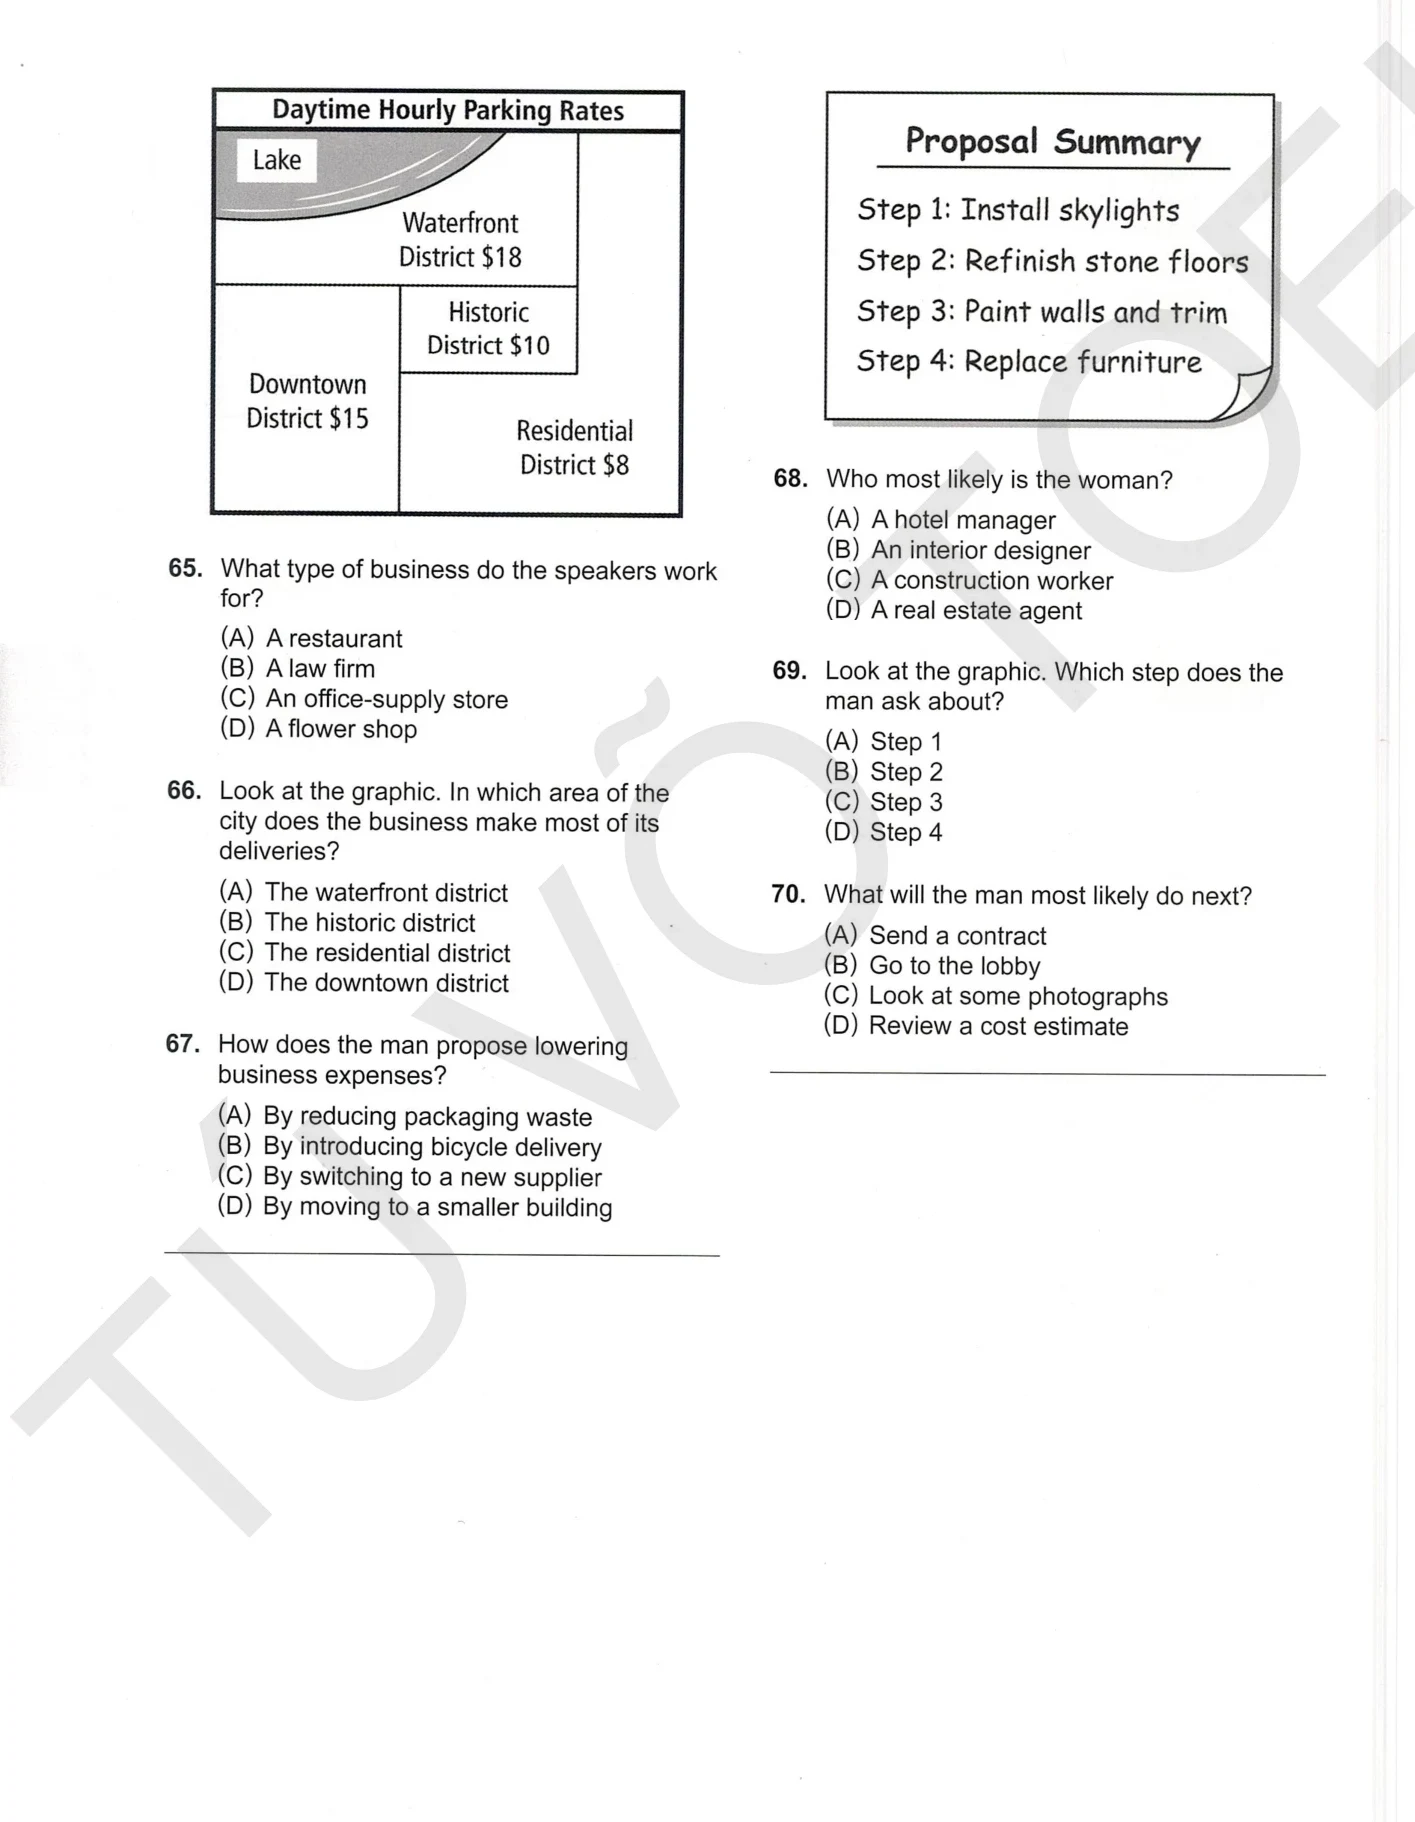 Daytime Hourly Parking Rates
Lake
Waterfront
District $18
Historic
District $10
Downtown
District $15
Residential
District $8
65. What type of business do the speakers work
for?
(A) A restaurant
(B) A law firm
(C) An office-supply store
(D) A flower shop
66. Look at the graphic. In which area of the
city does the business make most of its
deliveries?
(A) The waterfront district
(B) The historic district
(C) The residential district
(D) The downtown district
67. How does the man propose lowering
business expenses?
(A) By reducing packaging waste
(B) By introducing bicycle delivery
(C) By switching to a new supplier
(D) By moving to a smaller building
Proposal Summary
Step 1: Install skylights
Step 2: Refinish stone floors
Step 3: Paint walls and trim
Step 4: Replace furniture
68. Who most likely is the woman?
(A) A hotel manager
(B) An interior designer
(C) A construction worker
(D) A real estate agent
69. Look at the graphic. Which step does the
man ask about?
(A) Step 1
(B) Step 2
(C) Step 3
(D) Step 4
70. What will the man most likely do next?
(A) Send a contract
(B) Go to the lobby
(C) Look at some photographs
(D) Review a cost estimate
TÚ VÕ TOEI